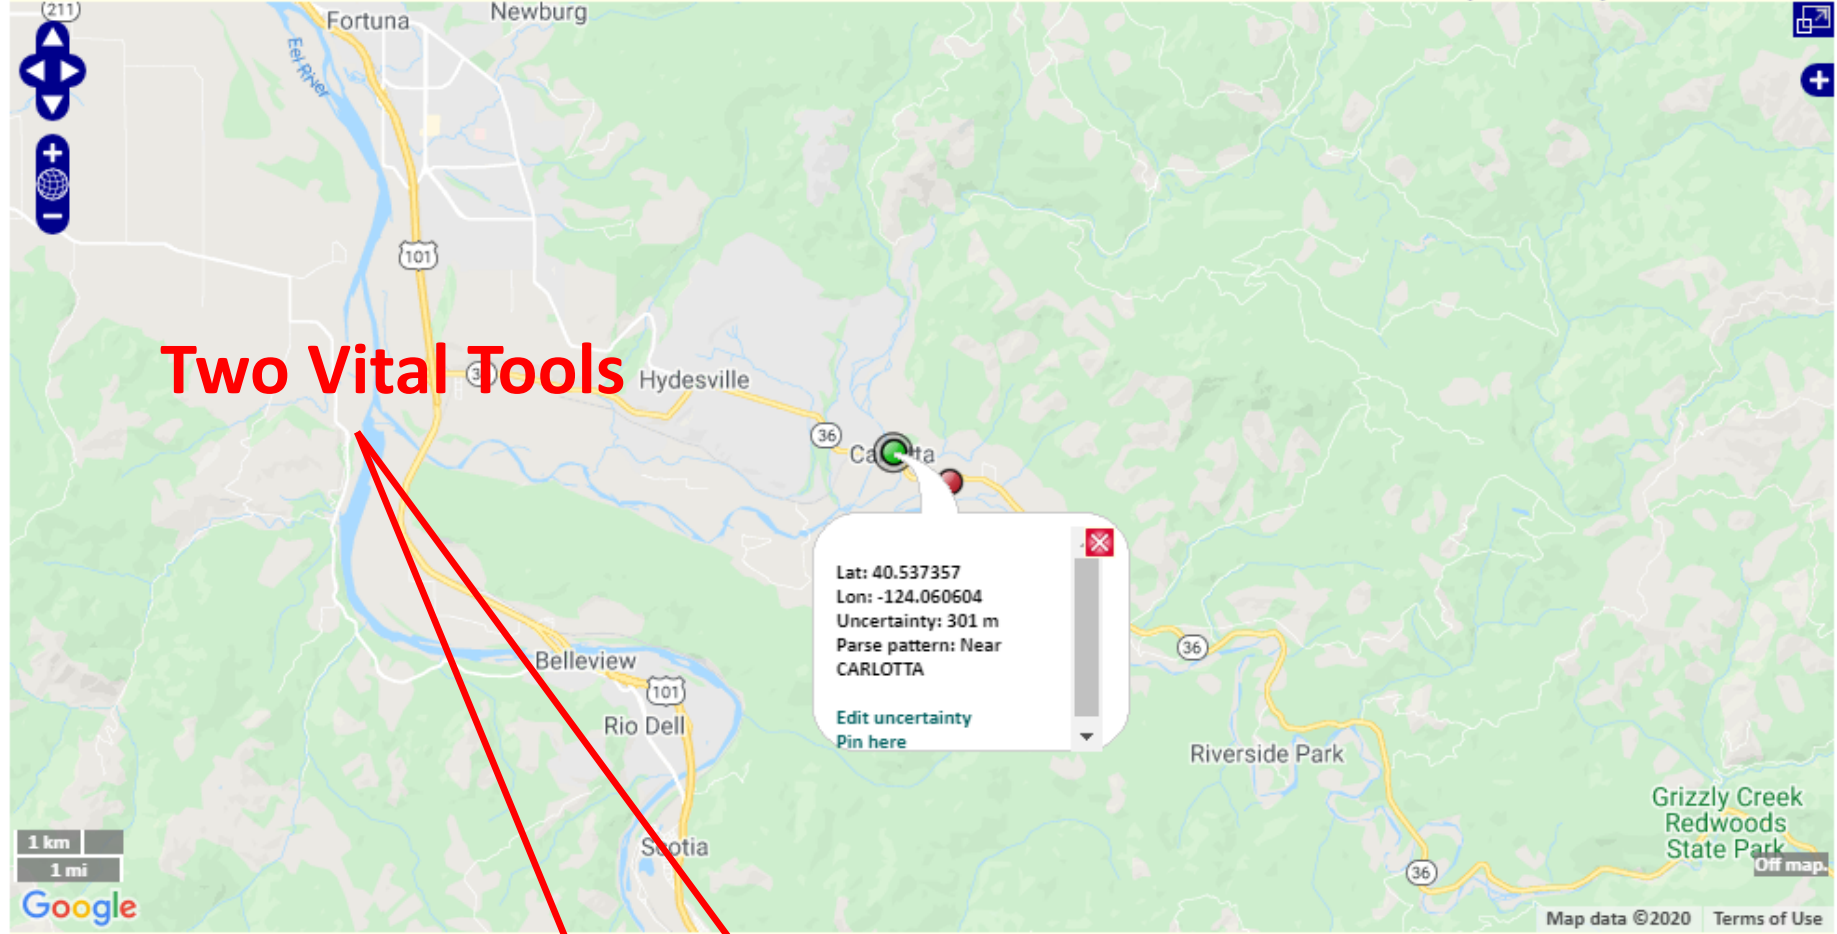 211
Fortuna
Newburg
Eel River
101
Two Vital Tools
Hydesville
36
Lat: 40.537357
Lon: -124.060604
Uncertainty: 301 m
Parse pattern: Near
CARLOTTA
Edit uncertainty
Pin here
36
Belleview
101
Rio Dell
Riverside Park
Grizzly Creek
Redwoods
State Park
Off map.
Scotia
36
1 km
1 mi
Google
Map data ©2020 Terms of Use